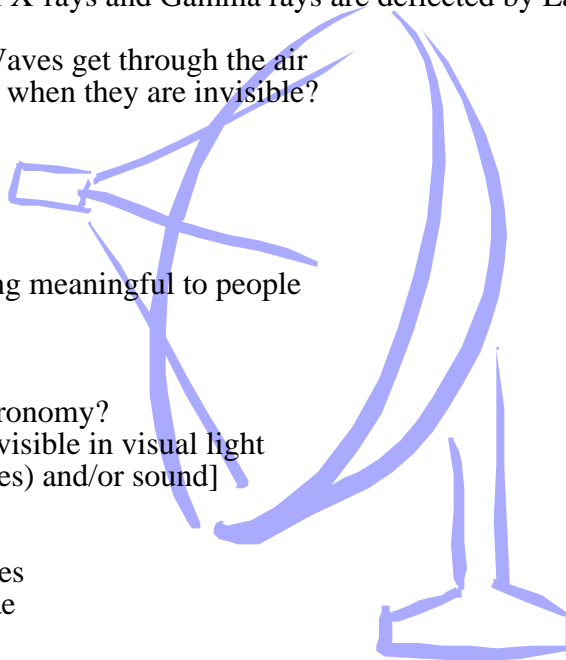 X-rays and Gamma rays are deflected by Ea
Waves get through the air
when they are invisible?
ng meaningful to people
ronomy?
visible in visual light
es) and/or sound]
es